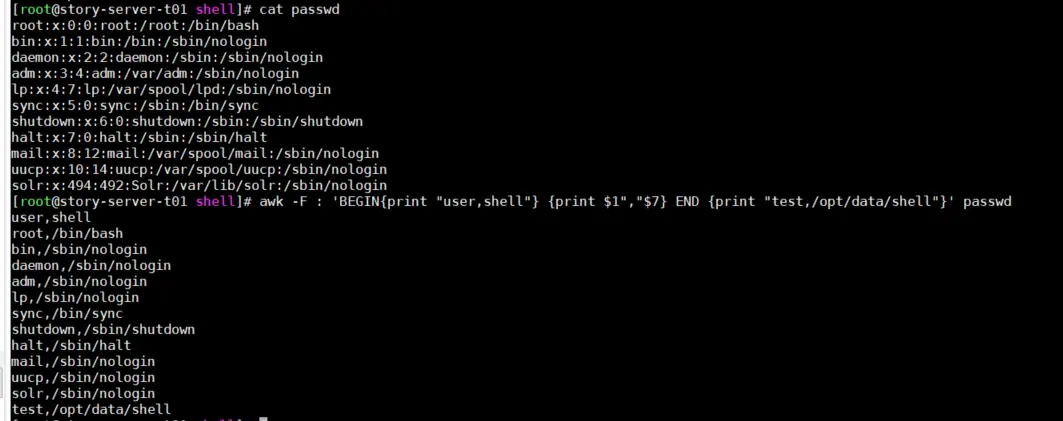 [root@story-server-t01 shell]# cat passwd
root:x:0:0:root:/root:/bin/bash
bin:x:1:1:bin:/bin:/sbin/nologin
daemon:x:2:2:daemon:/sbin:/sbin/nologin
adm:x:3:4:adm:/var/adm:/sbin/nologin
lp:x:4:7:lp:/var/spool/lpd:/sbin/nologin
sync:x:5:0:sync:/sbin:/bin/sync
shutdown:x:6:0:shutdown:/sbin:/sbin/shutdown
halt:x:7:0:halt:/sbin:/sbin/halt
mail:x:8:12:mail:/var/spool/mail:/sbin/nologin
uucp:x:10:14:uucp:/var/spool/uucp:/sbin/nologin
solr:x:494:492:Solr:/var/lib/solr:/sbin/nologin
[root@story-server-t01 shell]# awk -F : 'BEGIN{print "user,shell"} {print $1","$7} END {print "test,/opt/data/shell"}' passwd
user,shell
root,/bin/bash
bin,/sbin/nologin
daemon,/sbin/nologin
adm,/sbin/nologin
lp,/sbin/nologin
sync,/bin/sync
shutdown,/sbin/shutdown
halt,/sbin/halt
mail,/sbin/nologin
uucp,/sbin/nologin
solr,/sbin/nologin
test,/opt/data/shell